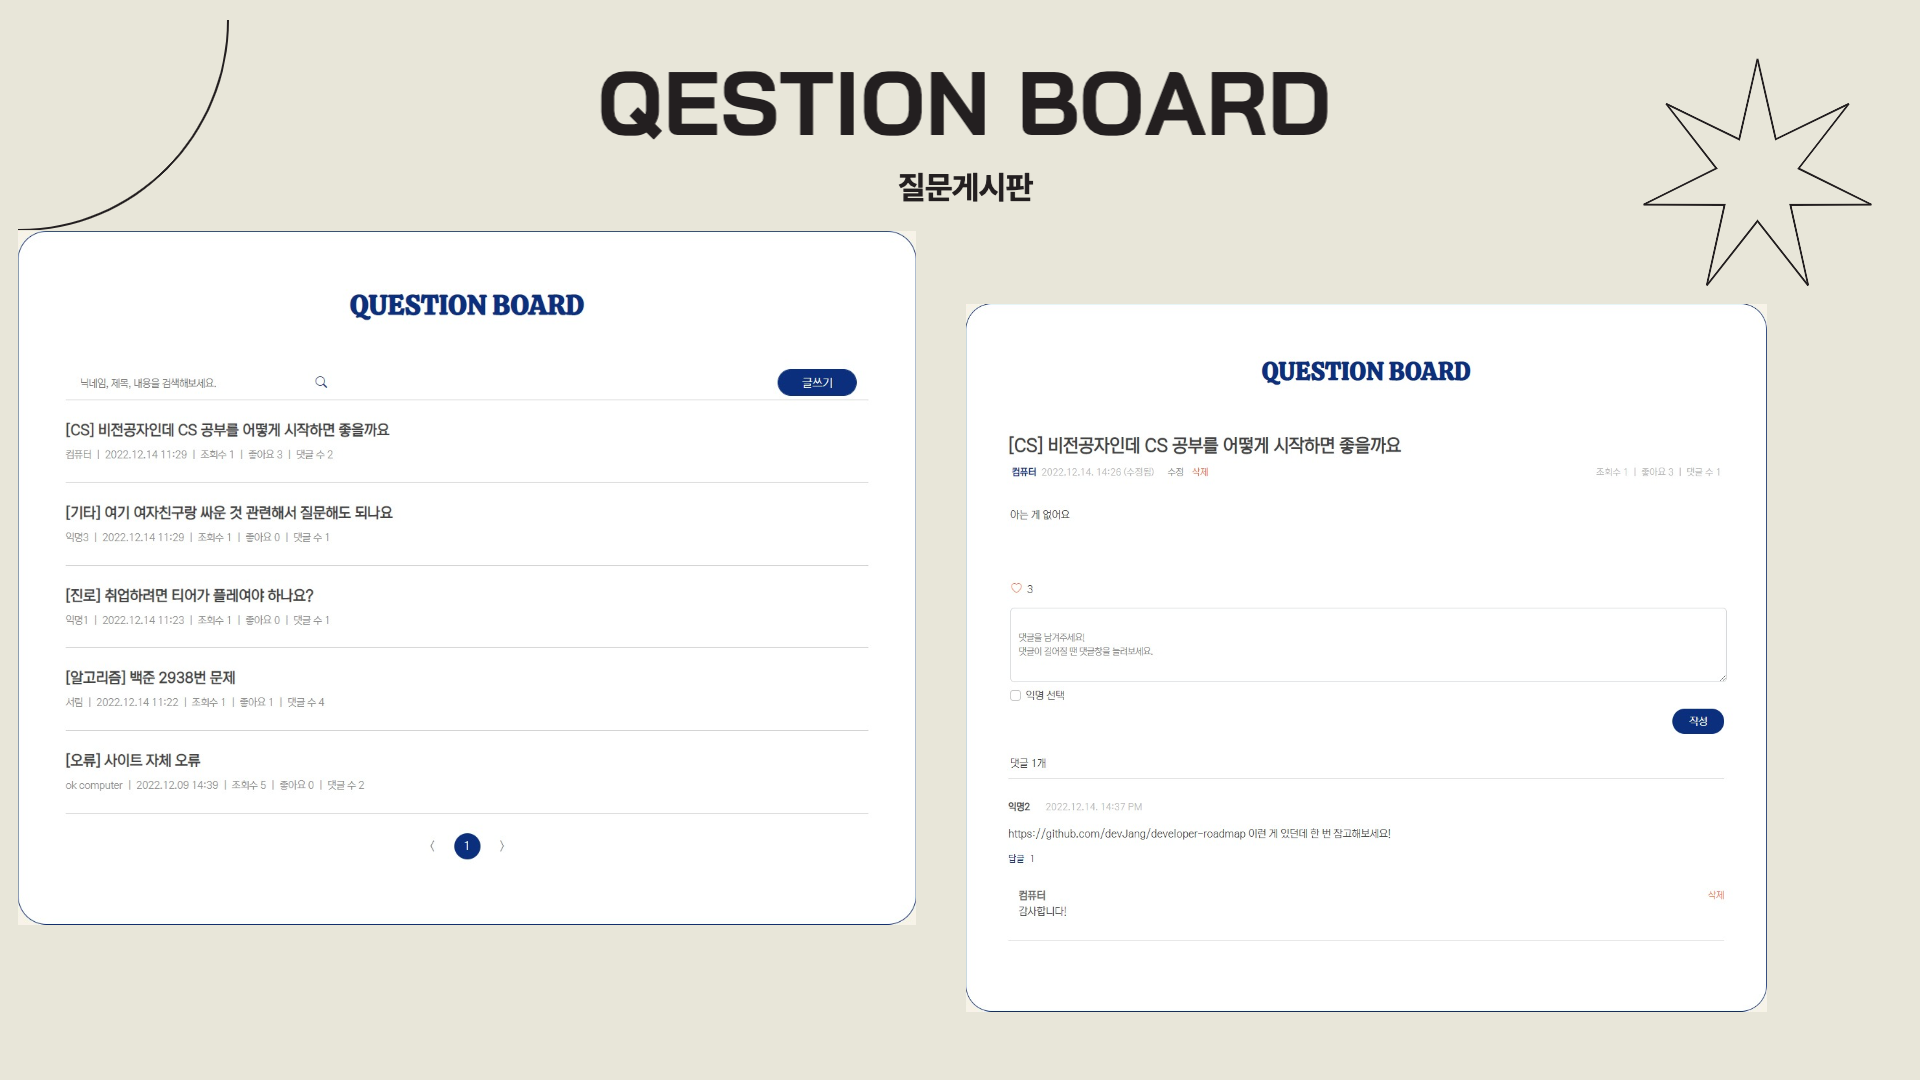 QESTION BOARD
질문게시판
QUESTION BOARD
닉네임, 제목, 내용을 검색해보세요.
글쓰기
[CS] 비전공자인데 CS 공부를 어떻게 시작하면 좋을까요
컴퓨터 | 2022.12.14 11:29 | 조회수 1 | 좋아요 3 | 댓글 수 2
[기타] 여기 여자친구랑 싸운 것 관련해서 질문해도 되나요
익명3 | 2022.12.14 11:29 | 조회수 1 | 좋아요 0 | 댓글 수 1
[진로] 취업하려면 티어가 플레여야 하나요?
익명1 | 2022.12.14 11:23 | 조회수 1 | 좋아요 0 | 댓글 수 1
[알고리즘] 백준 2938번 문제
서림 | 2022.12.14 11:22 | 조회수 1 | 좋아요 1 | 댓글 수 4
[오류] 사이트 자체 오류
ok computer | 2022.12.09 14:39 | 조회수 5 | 좋아요 0 | 댓글 수 2
〈 1 〉
QUESTION BOARD
[CS] 비전공자인데 CS 공부를 어떻게 시작하면 좋을까요
컴퓨터 2022.12.14. 14:26 (수정됨) 수정 삭제 조회수 1 | 좋아요 3 | 댓글 수 1
아는 게 없어요
3
댓글을 남겨주세요!
댓글이 길어질 땐 댓글창을 늘려보세요.
익명 선택
작성
댓글 1개
익명2 2022.12.14. 14:37 PM
https://github.com/devJang/developer-roadmap 이런 게 있던데 한 번 참고해보세요!
답글 1
컴퓨터 삭제
감사합니다!